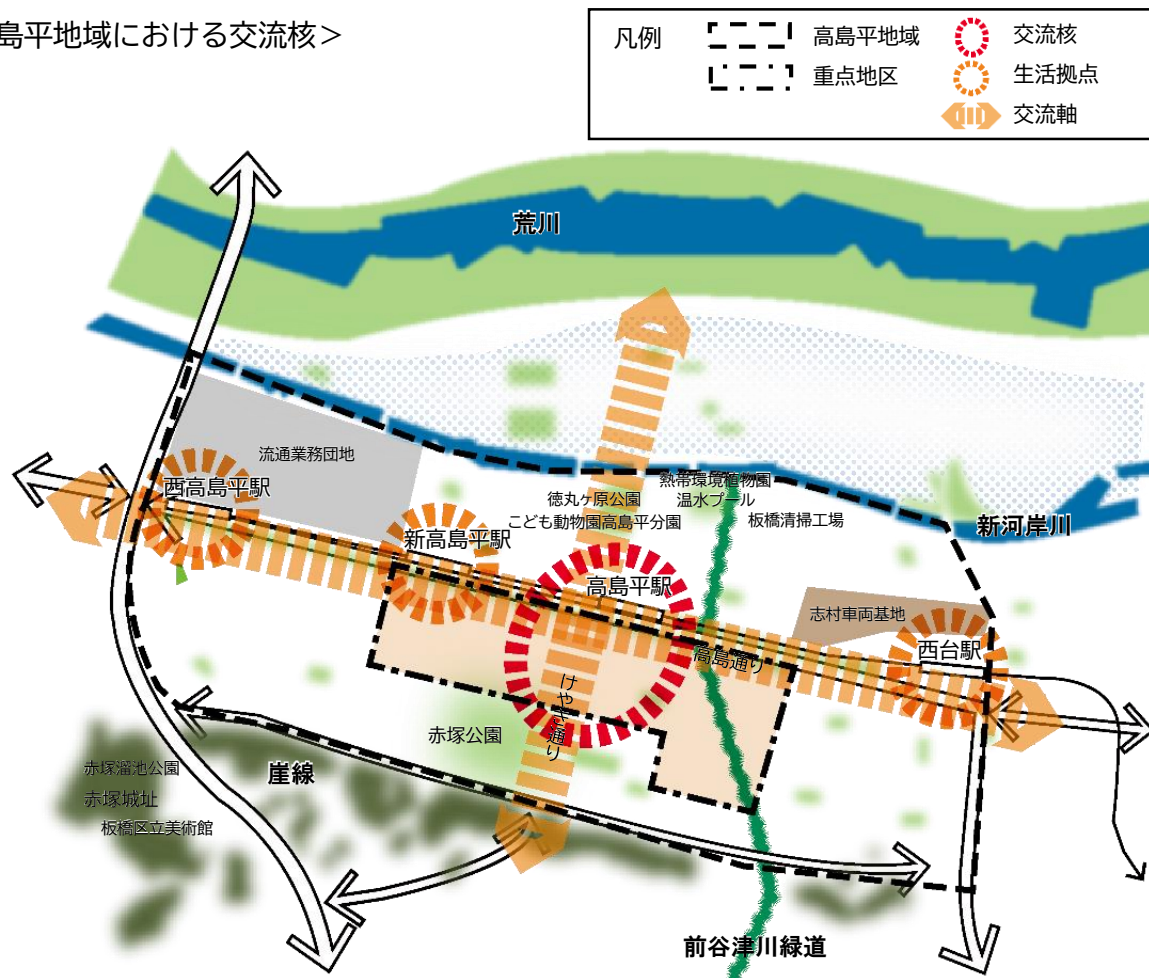 島平地域における交流核＞
凡例
高島平地域
交流核
重点地区
生活拠点
交流軸
荒川
流通業務団地
西高島平駅
熱帯環境植物園
徳丸ヶ原公園
温水プール
こども動物園高島平分園
板橋清掃工場
新河岸川
新高島平駅
高島平駅
志村車両基地
西台駅
高島通り
けやき通り
赤塚公園
赤塚溜池公園
崖線
赤塚城址
板橋区立美術館
前谷津川緑道